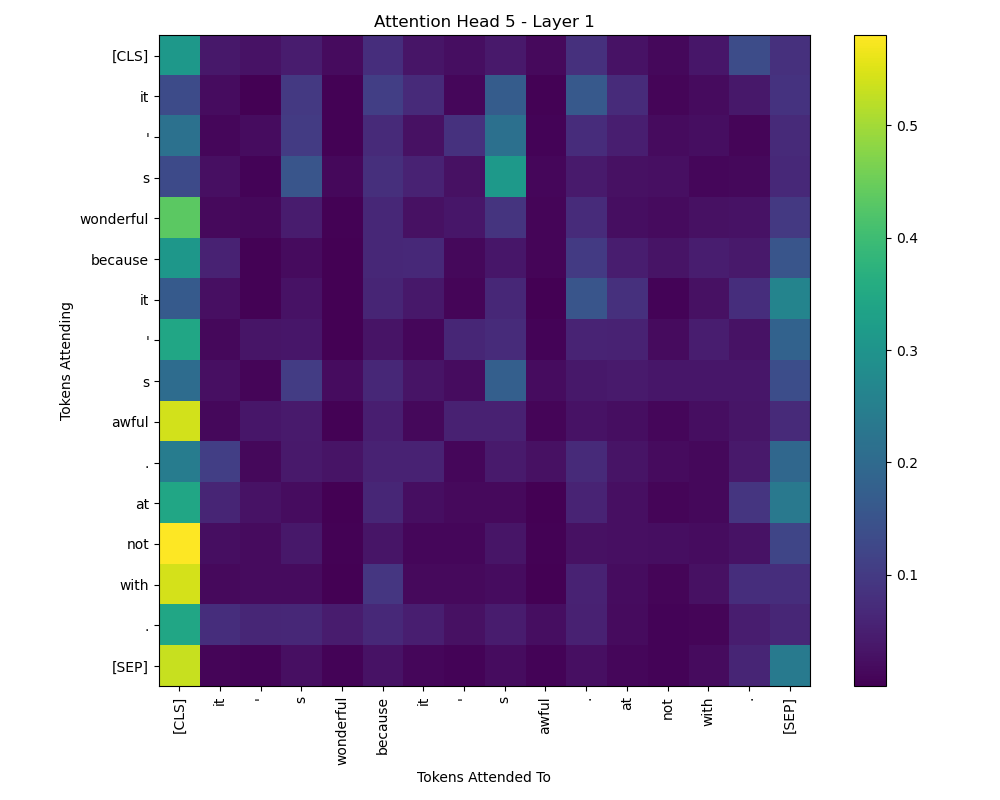 Attention Head 5 - Layer 1
Tokens Attending
[CLS]
it
'
s
wonderful
because
it
'
s
awful
.
at
not
with
.
[SEP]
[CLS]
it
'
s
wonderful
because
it
'
s
awful
.
at
not
with
.
[SEP]
Tokens Attended To
0.5
0.4
0.3
0.2
0.1